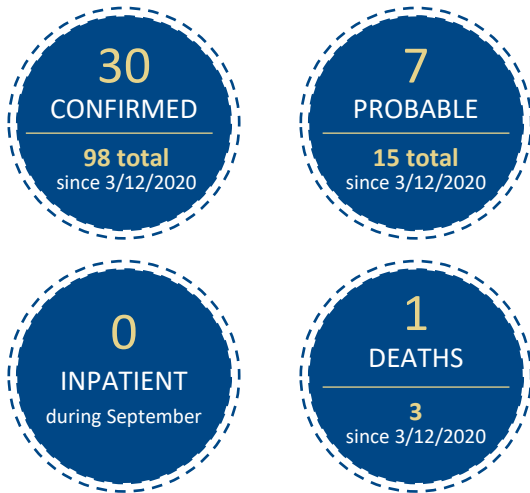 30
CONFIRMED
98 total
since 3/12/2020
7
PROBABLE
15 total
since 3/12/2020
0
INPATIENT
during September
1
DEATHS
3
since 3/12/2020